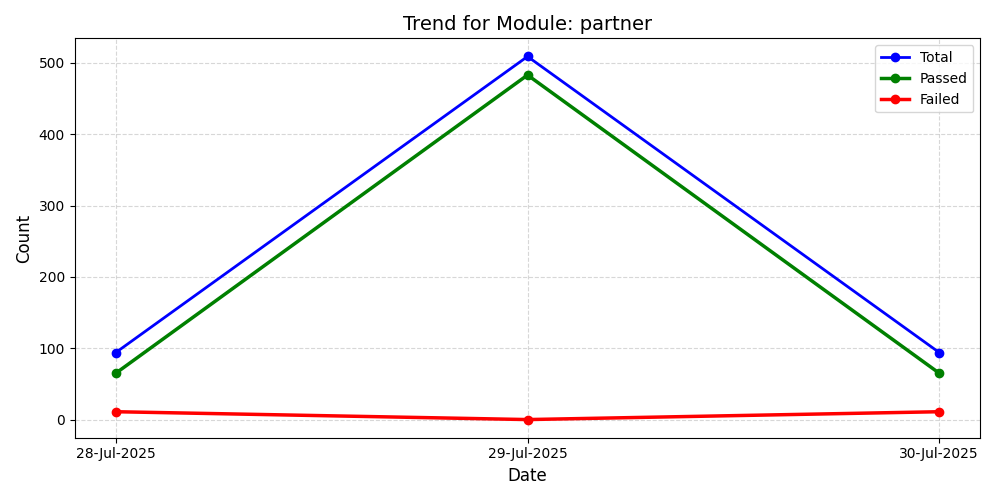 Trend for Module: partner
Total
Passed
Failed
500
400
300
200
100
0
Count
28-Jul-2025
29-Jul-2025
30-Jul-2025
Date